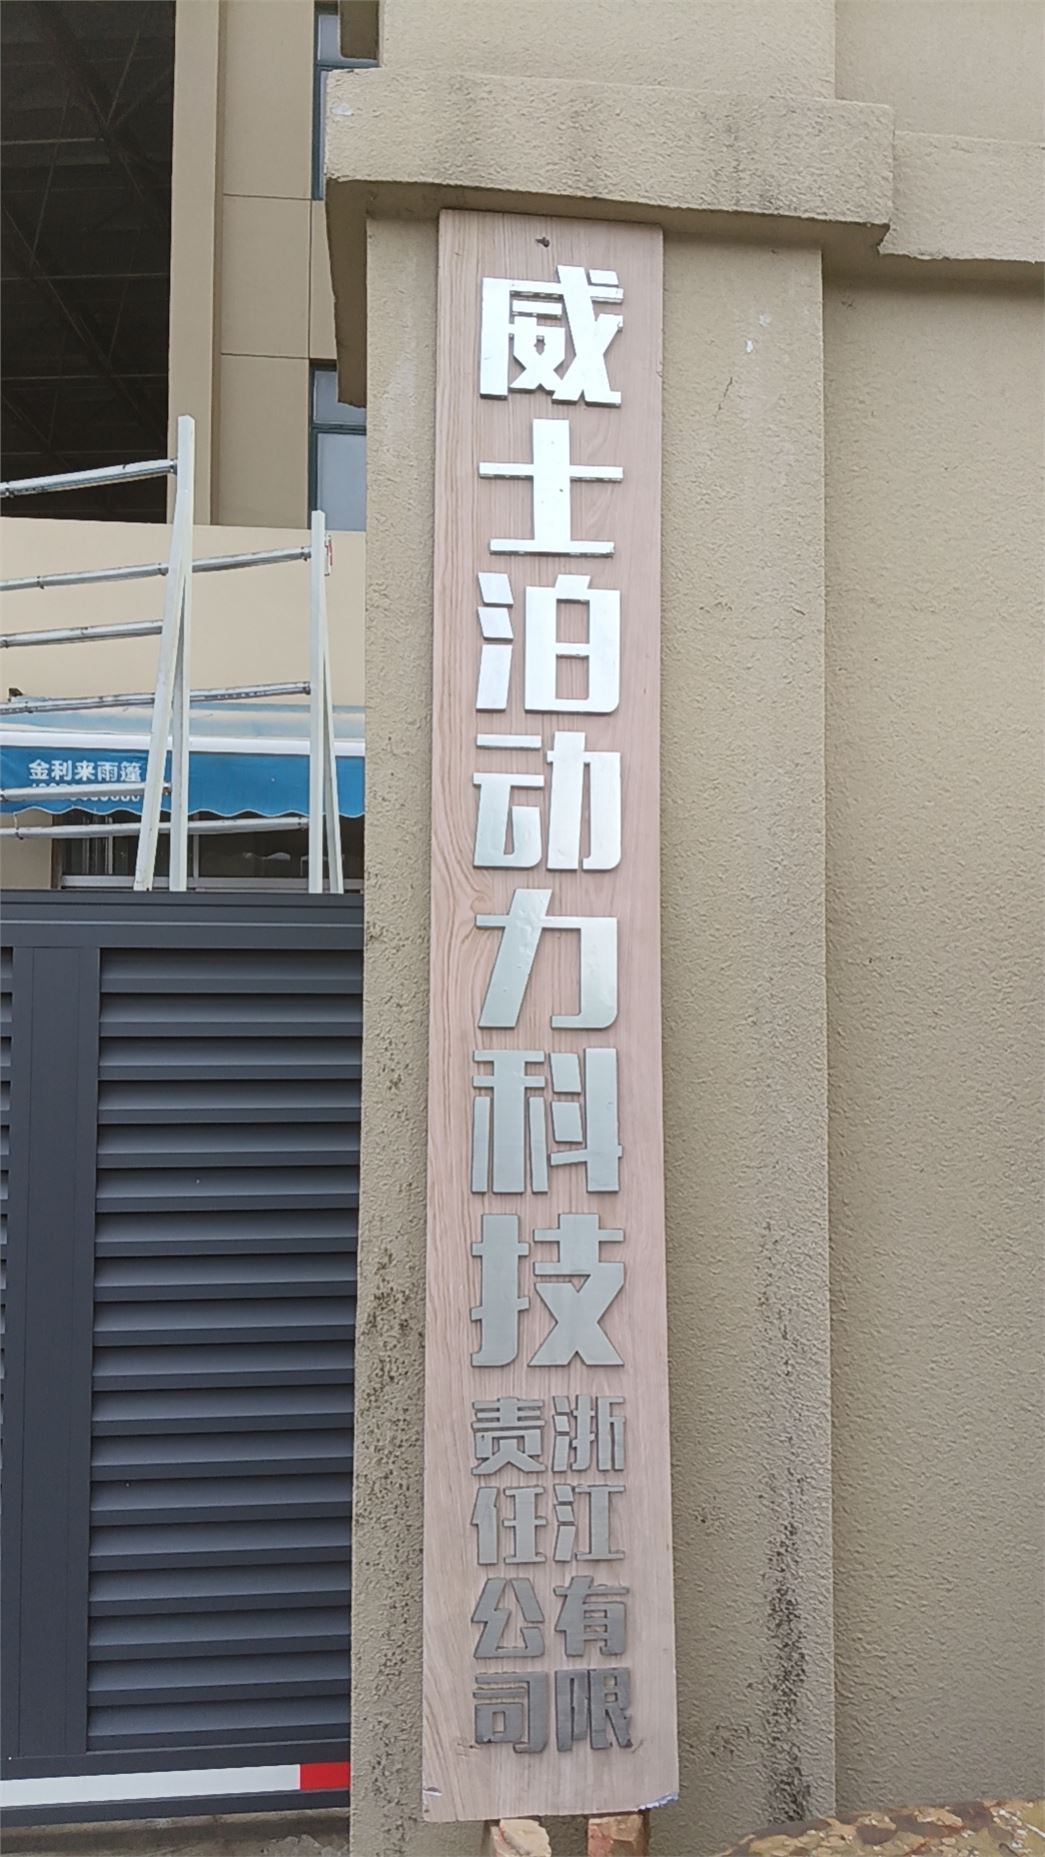 威士泊动力科技
浙江有限
责任公司
金利来雨篷